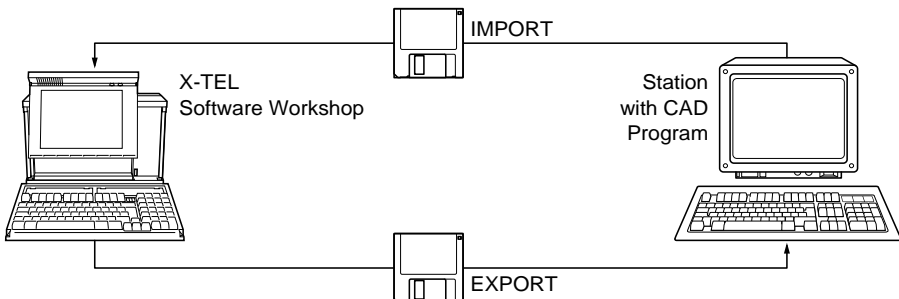 IMPORT
X-TEL
Software Workshop
Station
with CAD
Program
EXPORT